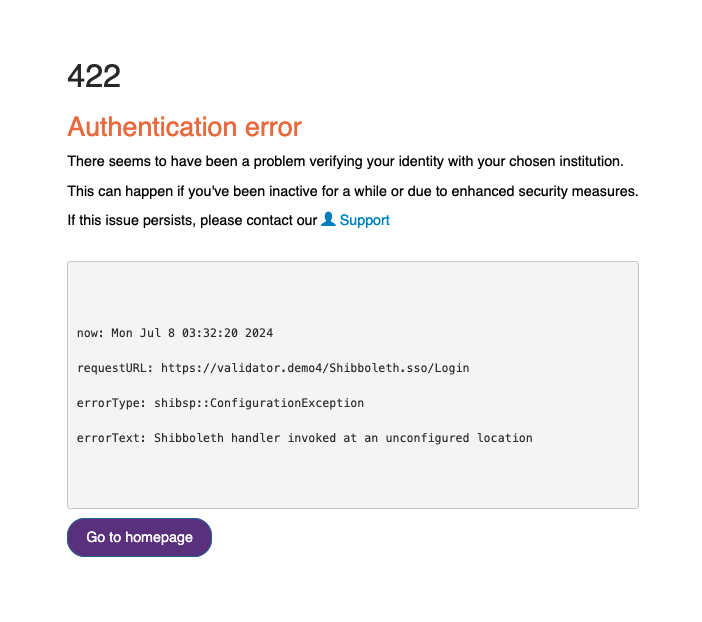 422
Authentication error
There seems to have been a problem verifying your identity with your chosen institution.
This can happen if you've been inactive for a while or due to enhanced security measures.
If this issue persists, please contact our Support
now: Mon Jul 8 03:32:20 2024
requestURL: https://validator.demo4/Shibboleth.sso/Login
errorType: shibsp::ConfigurationException
errorText: Shibboleth handler invoked at an unconfigured location
Go to homepage